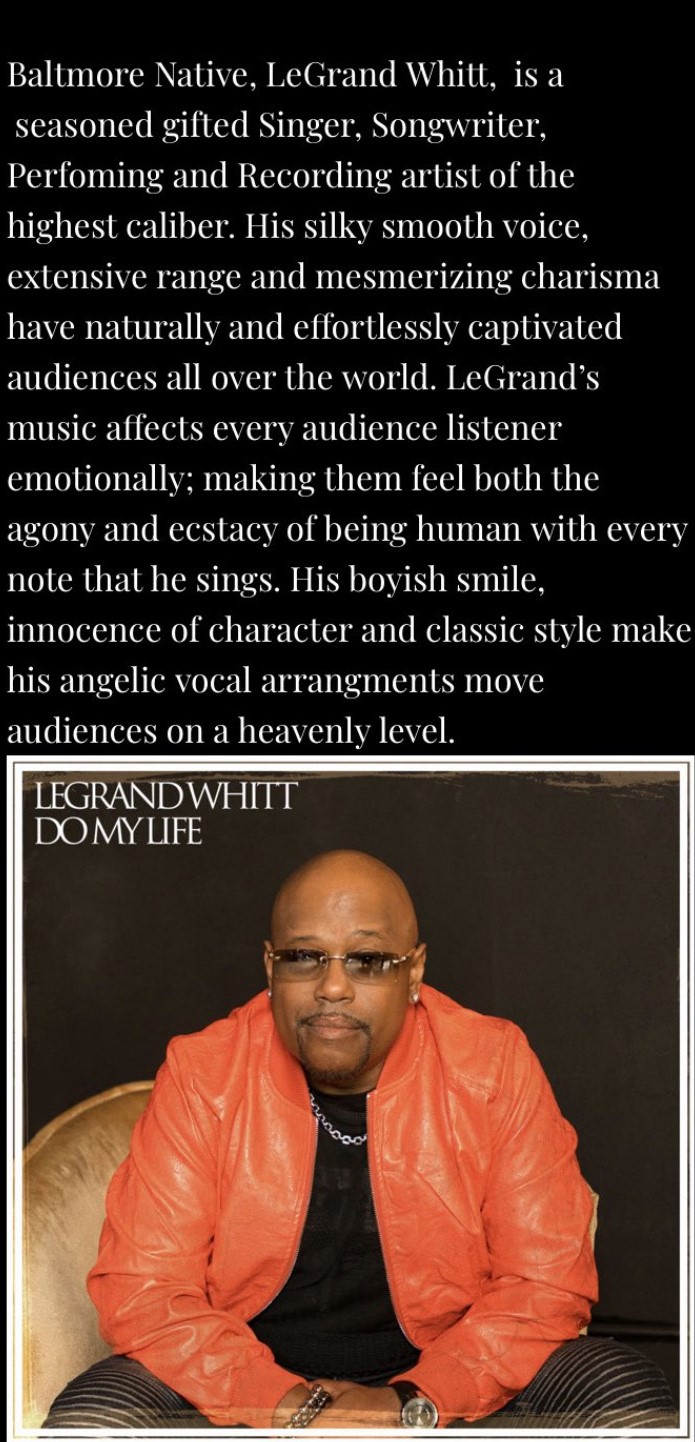 Baltmore Native, LeGrand Whitt, is a
seasoned gifted Singer, Songwriter,
Perfoming and Recording artist of the
highest caliber. His silky smooth voice,
extensive range and mesmerizing charisma
have naturally and effortlessly captivated
audiences all over the world. LeGrand’s
music affects every audience listener
emotionally; making them feel both the
agony and ecstacy of being human with every
note that he sings. His boyish smile,
innocence of character and classic style make
his angelic vocal arrangments move
audiences on a heavenly level.
LEGRAND WHITT
DO MY LIFE